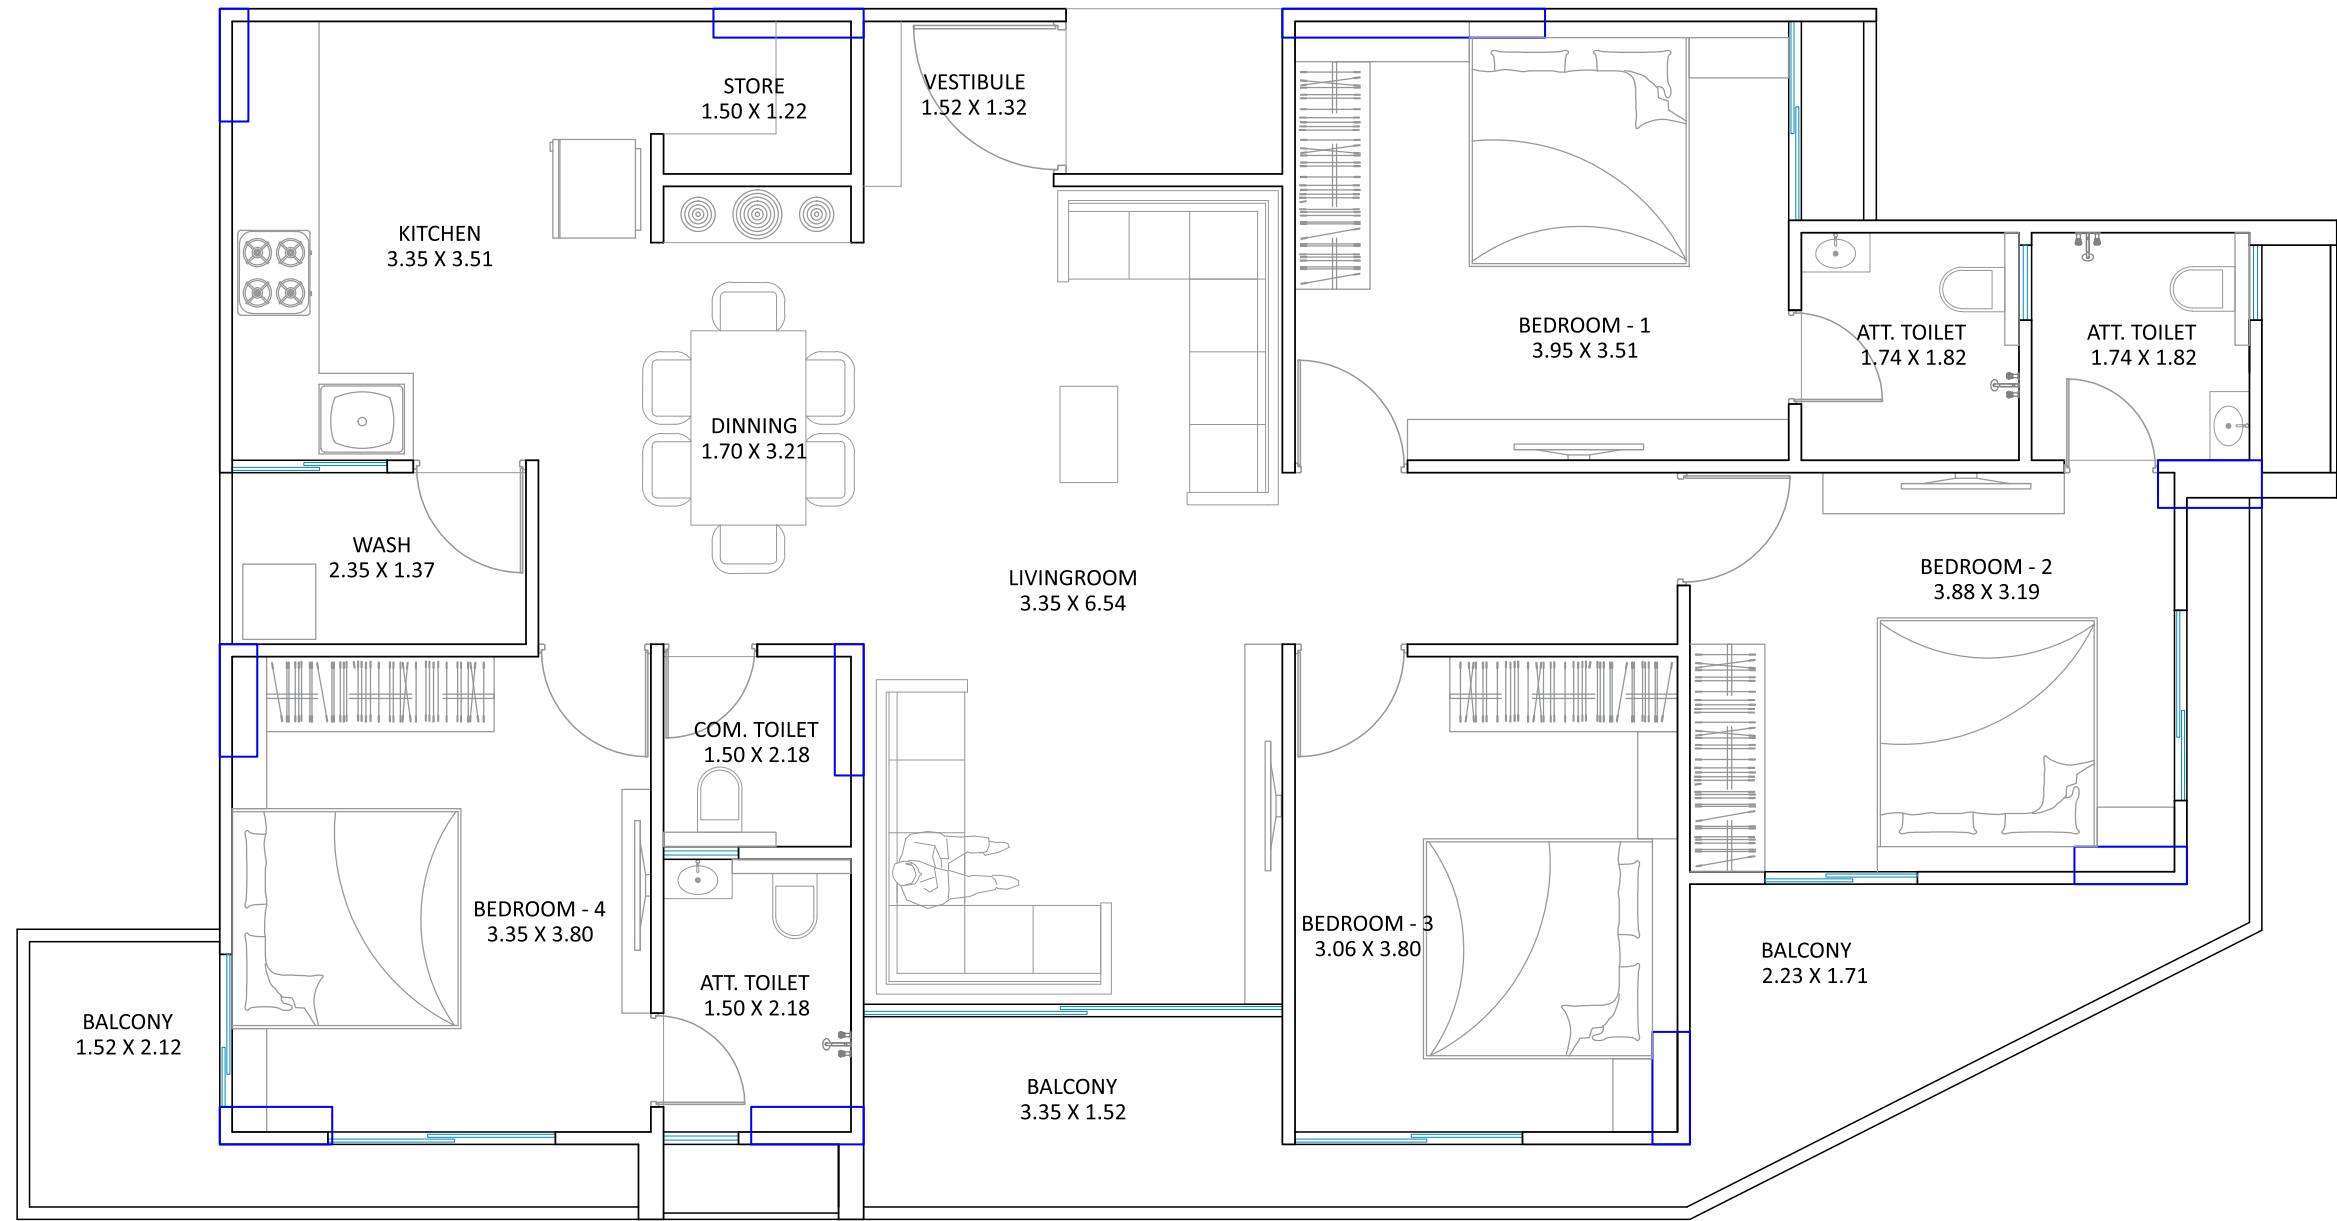 STORE
1.50 X 1.22
VESTIBULE
1.52 X 1.32
KITCHEN
3.35 X 3.51
BEDROOM - 1
3.95 X 3.51
ATT. TOILET
1.74 X 1.82
ATT. TOILET
1.74 X 1.82
DINNING
1.70 X 3.21
WASH
2.35 X 1.37
LIVINGROOM
3.35 X 6.54
BEDROOM - 2
3.88 X 3.19
COM. TOILET
1.50 X 2.18
BEDROOM - 4
3.35 X 3.80
BEDROOM - 3
3.06 X 3.80
BALCONY
2.23 X 1.71
ATT. TOILET
1.50 X 2.18
BALCONY
1.52 X 2.12
BALCONY
3.35 X 1.52